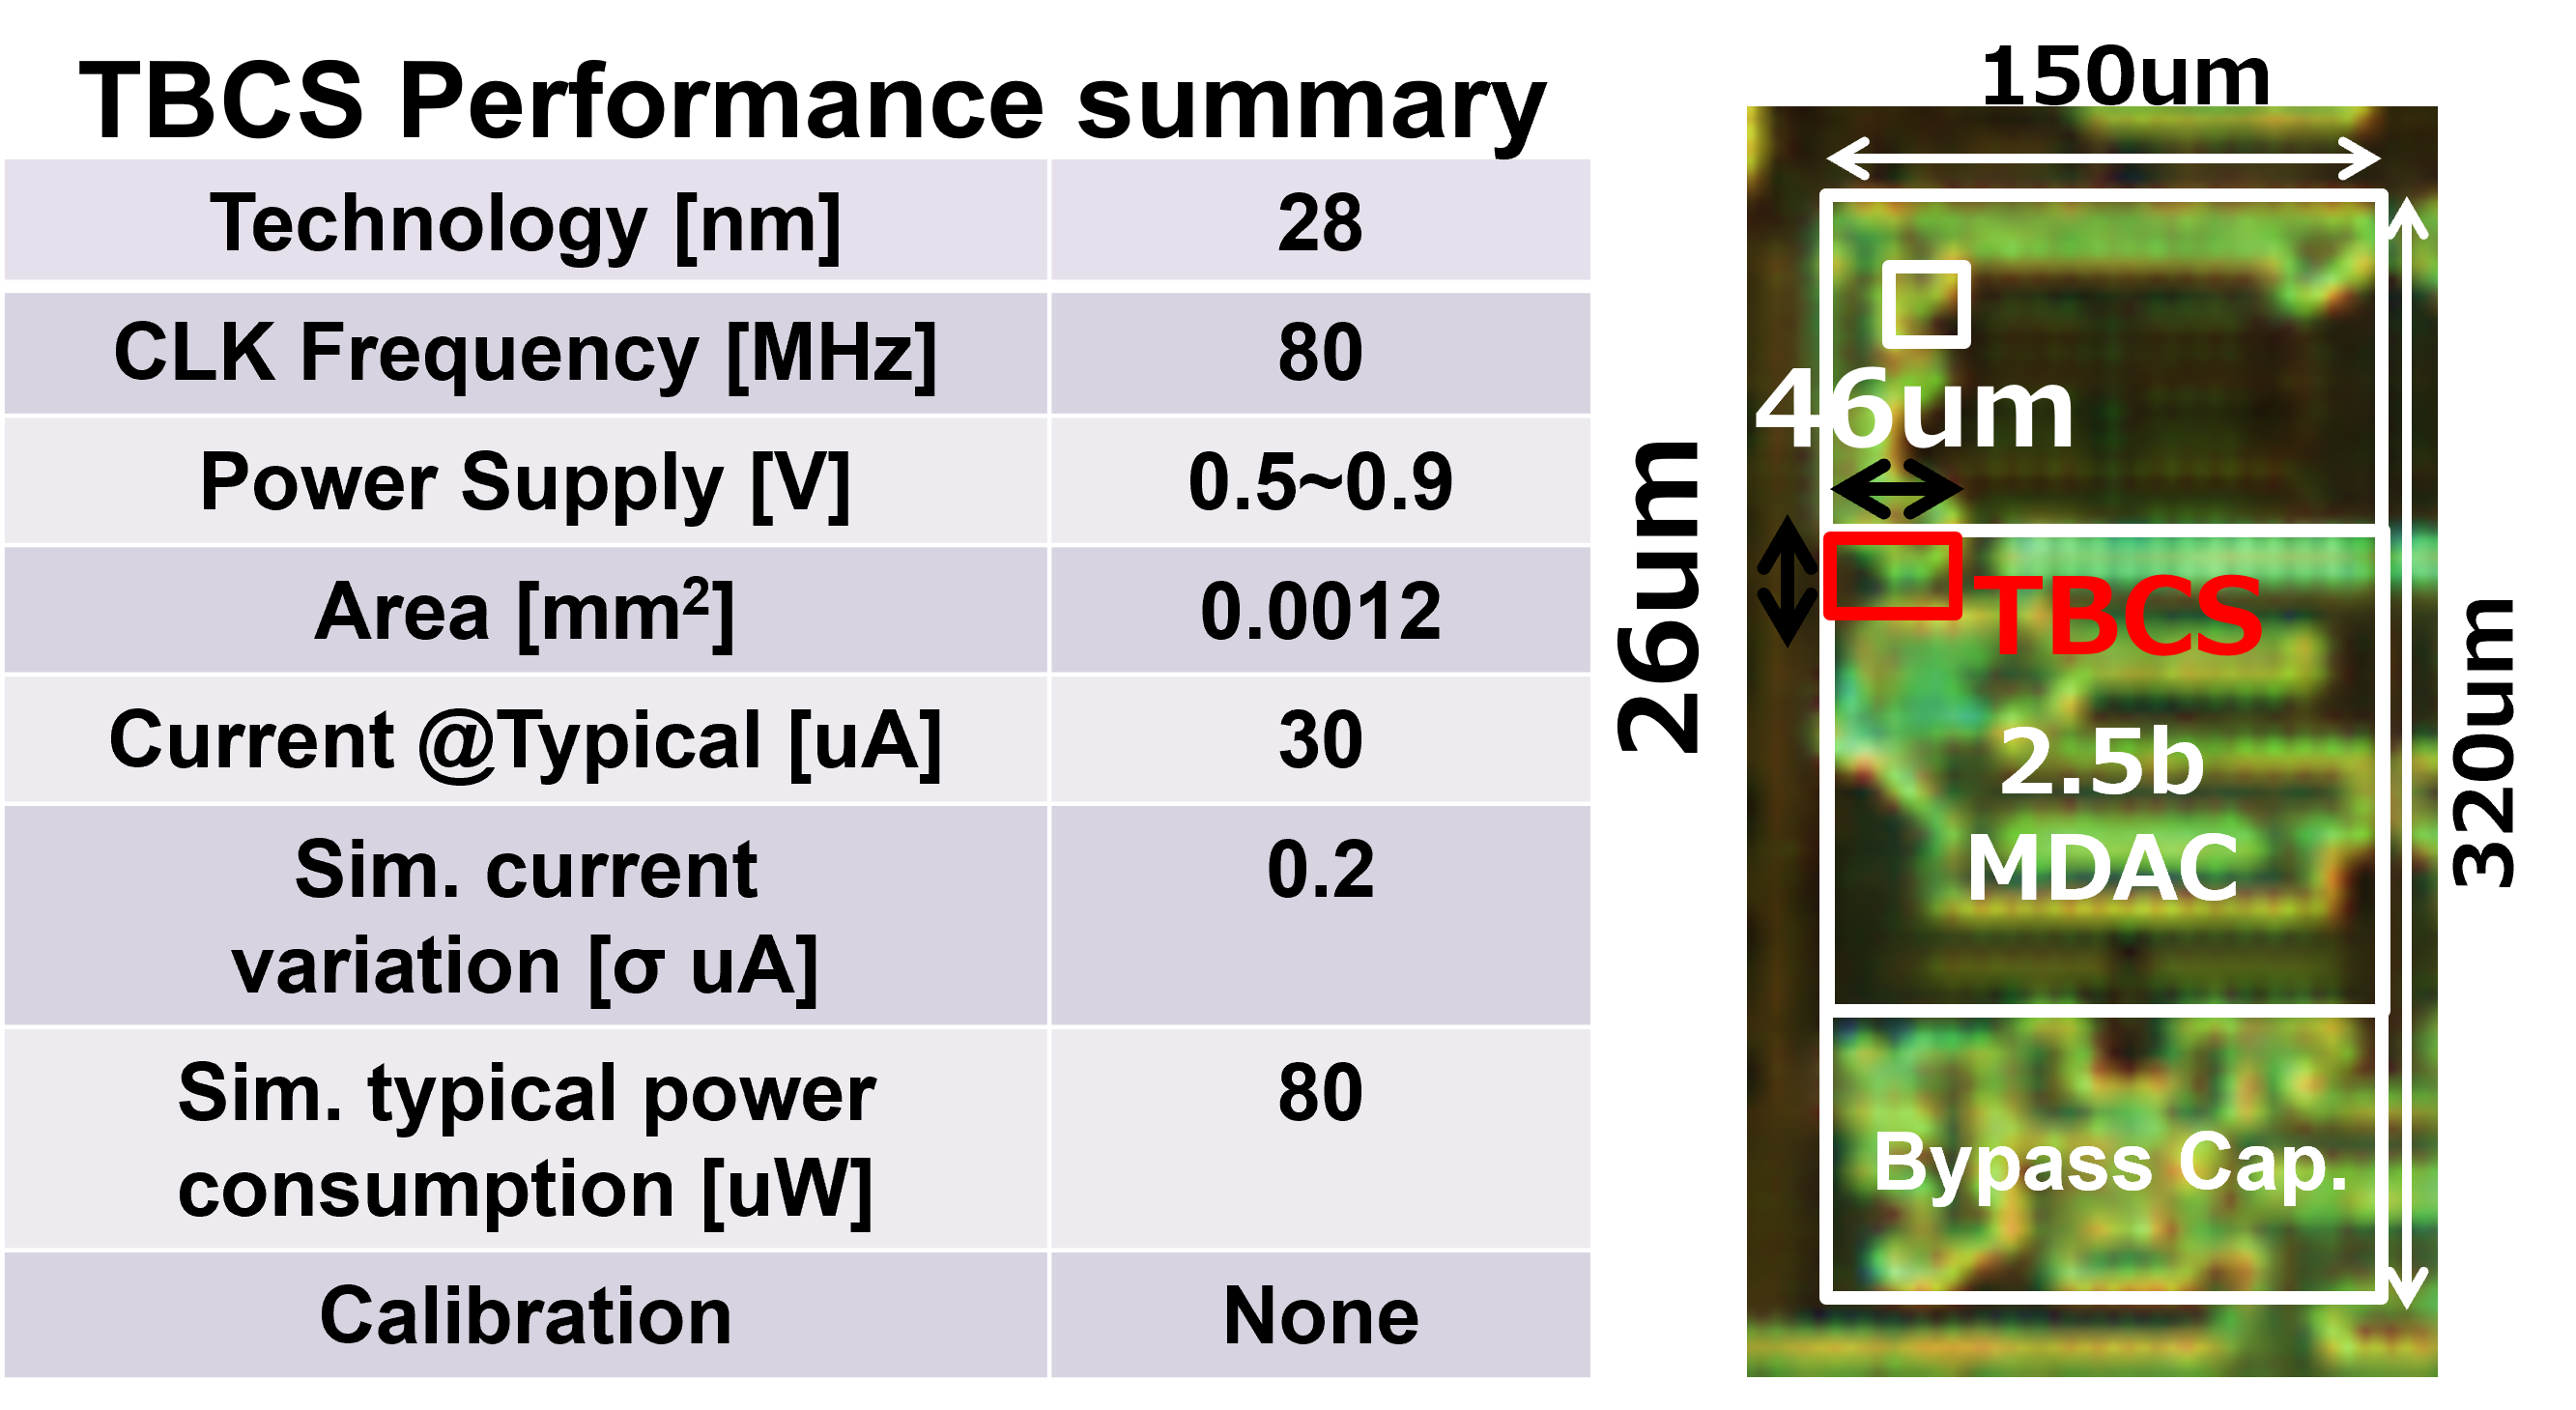 TBCS Performance summary
Technology [nm] 28
CLK Frequency [MHz] 80
Power Supply [V] 0.5~0.9
Area [mm²] 0.0012
Current @Typical [uA] 30
Sim. current 0.2
variation [σ uA]
Sim. typical power 80
consumption [uW]
Calibration None
150um
46um
26um
TBCS
2.5b
MDAC
320um
Bypass Cap.